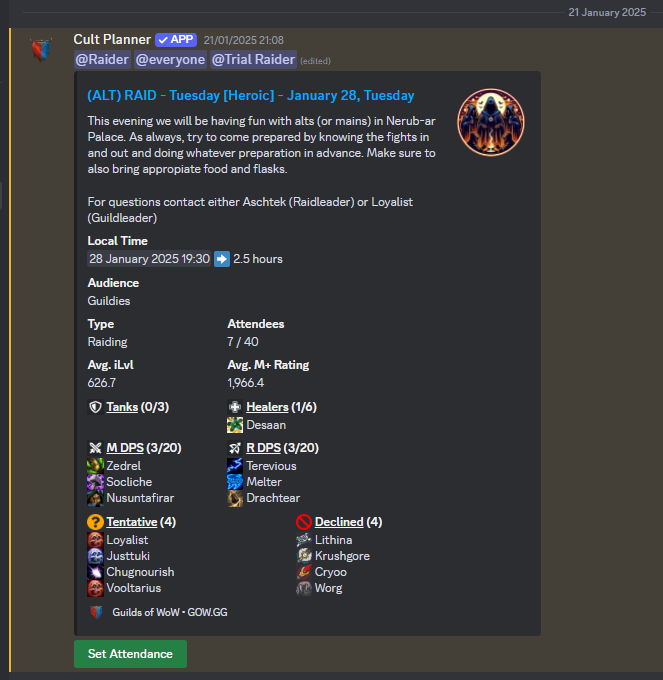 21 January 2025
Cult Planner ✓ APP 21/01/2025 21:08
@Raider @everyone @Trial Raider (edited)
(ALT) RAID - Tuesday [Heroic] - January 28, Tuesday
This evening we will be having fun with alts (or mains) in Nerub-ar
Palace. As always, try to come prepared by knowing the fights in
and out and doing whatever preparation in advance. Make sure to
also bring appropiate food and flasks.
For questions contact either Aschtek (Raidleader) or Loyalist
(Guildleader)
Local Time
28 January 2025 19:30 ➡ 2.5 hours
Audience
Guildies
Type Attendees
Raiding 7 / 40
Avg. iLvl Avg. M+ Rating
626.7 1,966.4
Tanks (0/3) Healers (1/6)
Desaan
M DPS (3/20) R DPS (3/20)
Zedrel Terevious
Socliche Melter
Nusuntafirar Drachtear
Tentative (4) Declined (4)
Loyalist Lithina
Justtuki Krushgore
Chugnourish Cryoo
Vooltarius Worg
Guilds of WoW • GOW.GG
Set Attendance